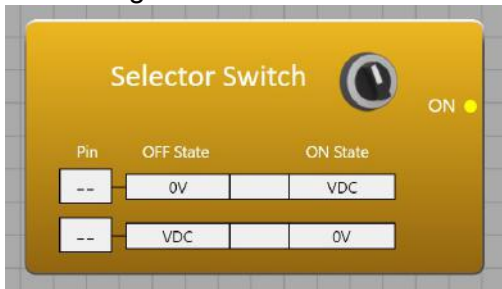 Selector Switch
ON
Pin OFF State ON State
-- 0V VDC
-- VDC 0V